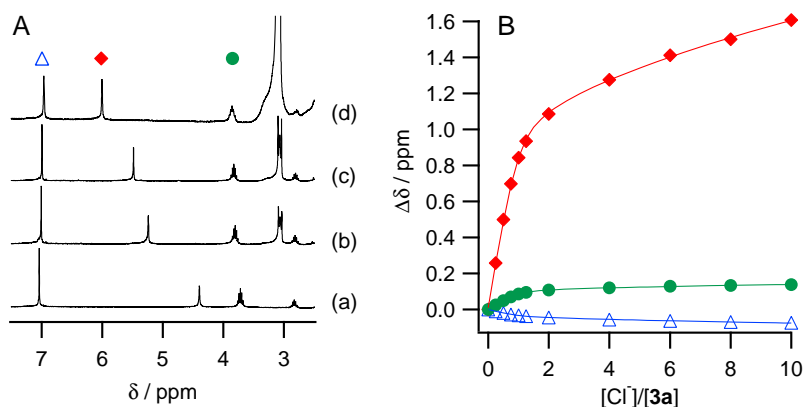 A
(d)
(c)
(b)
(a)
7 6 5 4 3
δ / ppm
B
1.6
1.4
1.2
1.0
0.8
0.6
0.4
0.2
0.0
Δδ / ppm
0 2 4 6 8 10
[Cl⁻]/[3a]